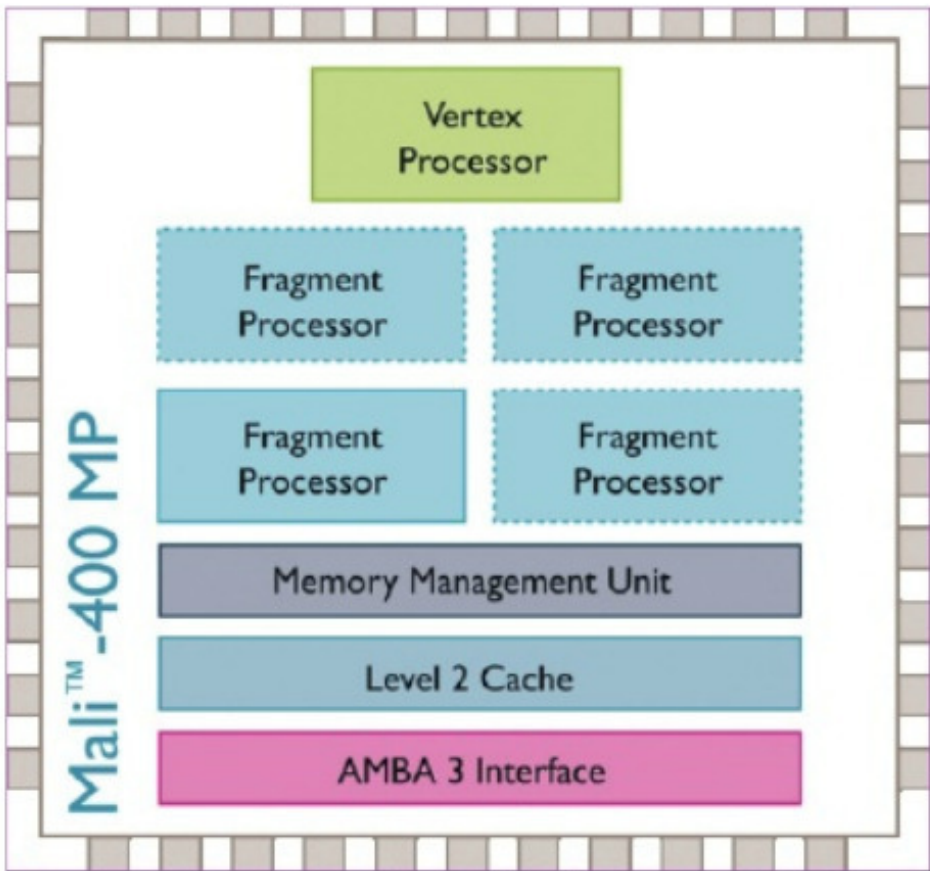 Vertex
Processor
Fragment
Processor
Fragment
Processor
Fragment
Processor
Fragment
Processor
Memory Management Unit
Level 2 Cache
AMBA 3 Interface
Mali™-400 MP